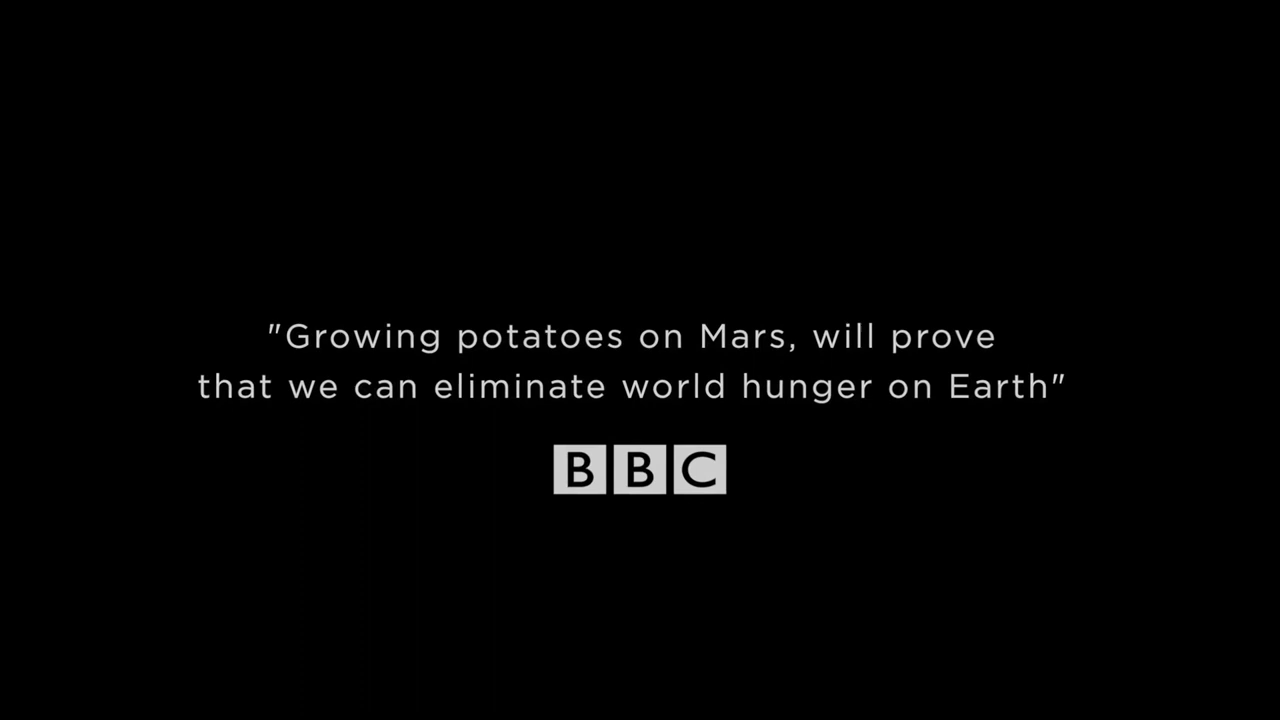 "Growing potatoes on Mars, will prove
that we can eliminate world hunger on Earth"
BBC